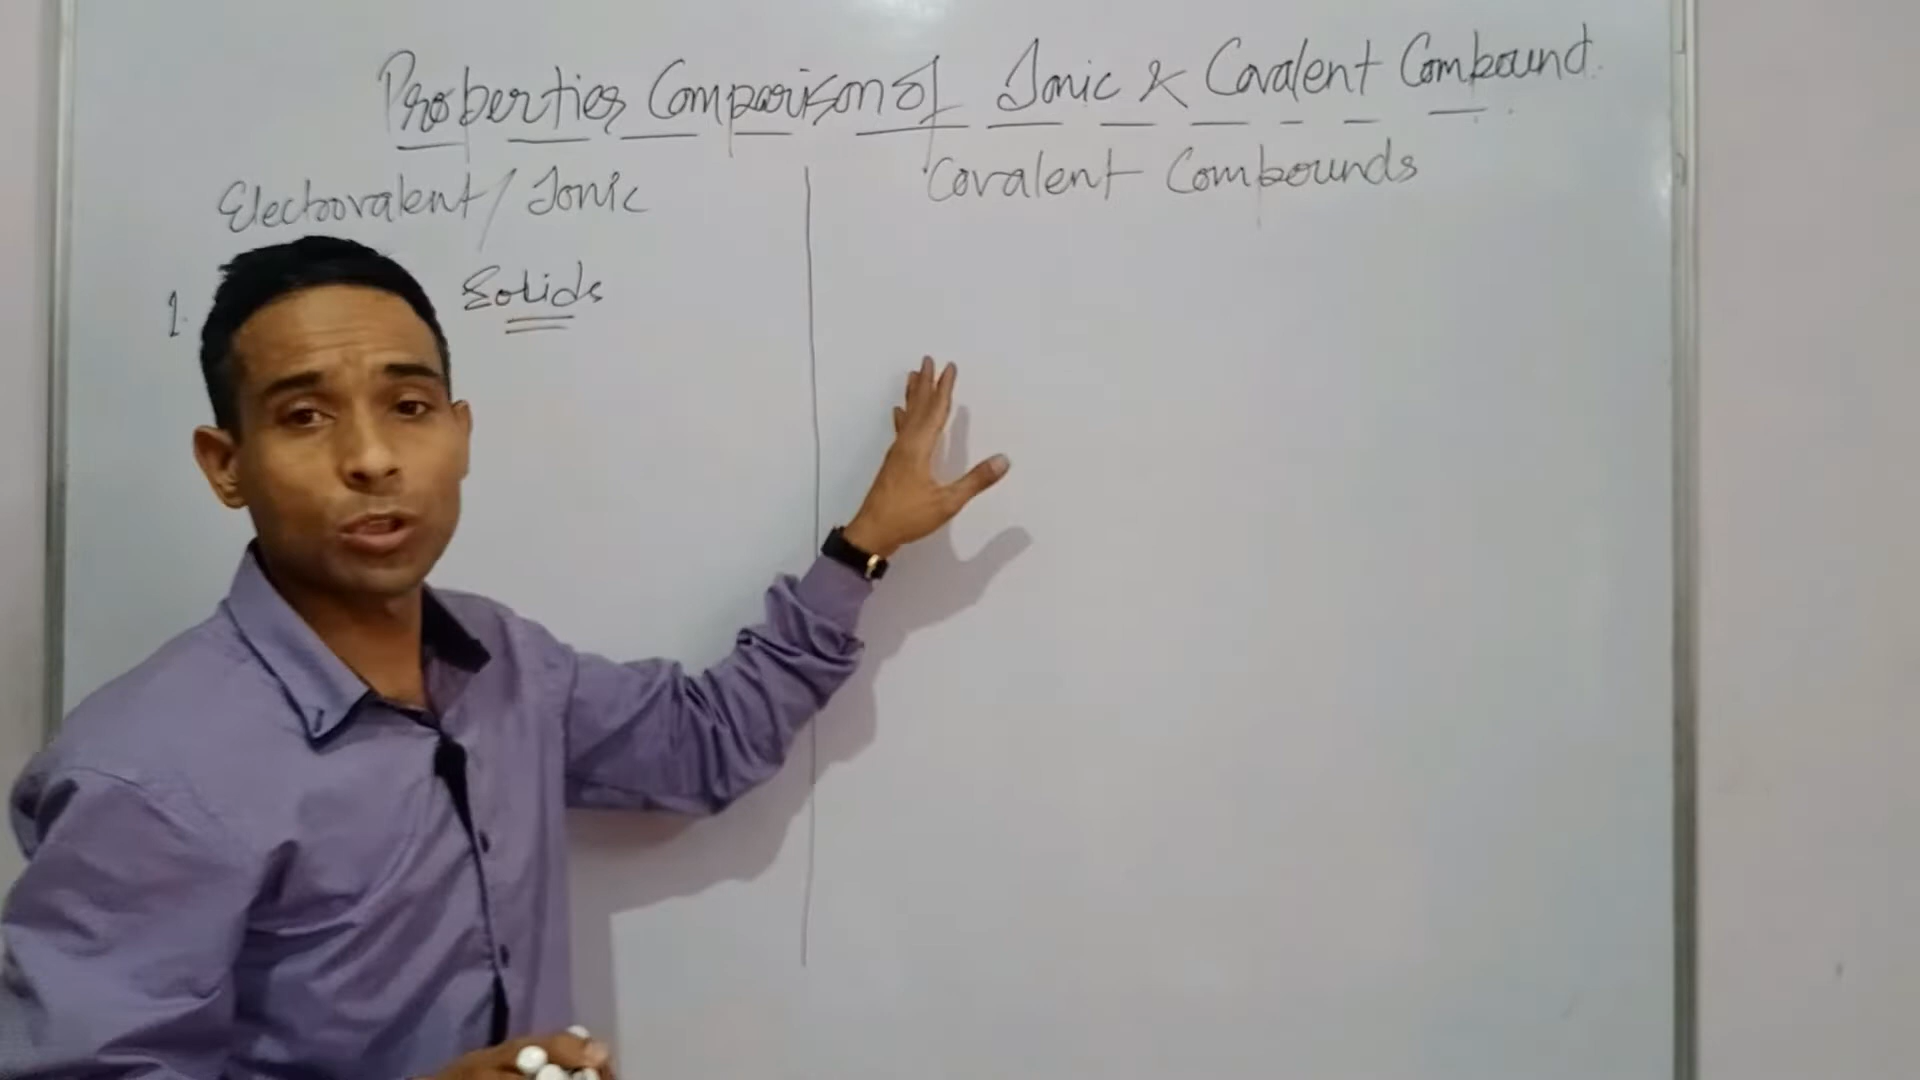 Properties Comparison of Ionic & Covalent Compound.
Electrovalent / Ionic
Covalent Compounds
1. Solids